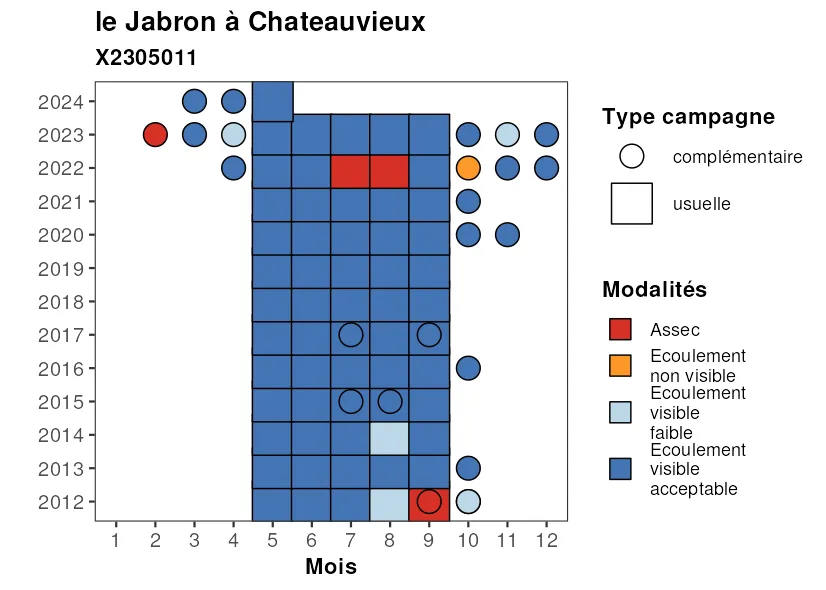 le Jabron à Chateauvieux
X2305011
2024
2023
2022
2021
2020
2019
2018
2017
2016
2015
2014
2013
2012
1 2 3 4 5 6 7 8 9 10 11 12
Mois
Type campagne
complémentaire
usuelle
Modalités
Assec
Ecoulement
non visible
Ecoulement
visible
faible
Ecoulement
visible
acceptable